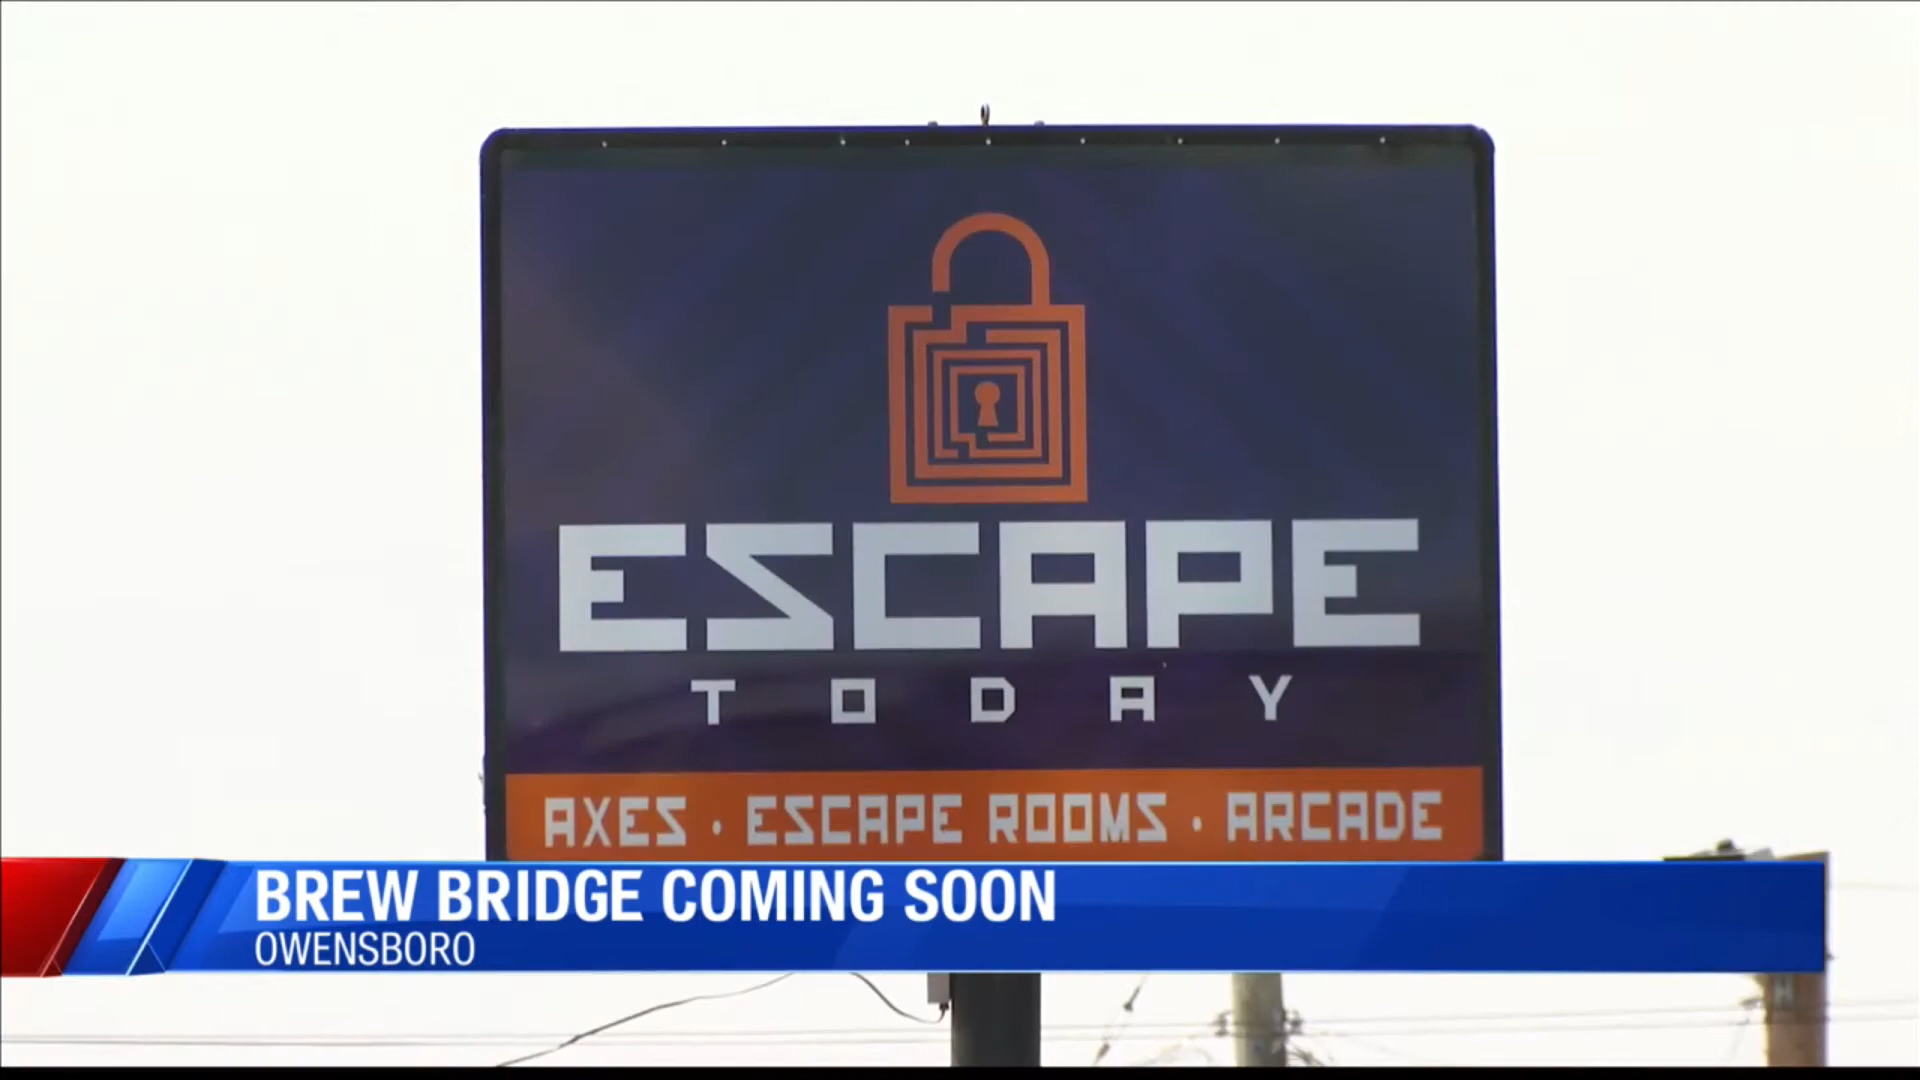 ESCAPE
TODAY
AXES · ESCAPE ROOMS · ARCADE
BREW BRIDGE COMING SOON
OWENSBORO